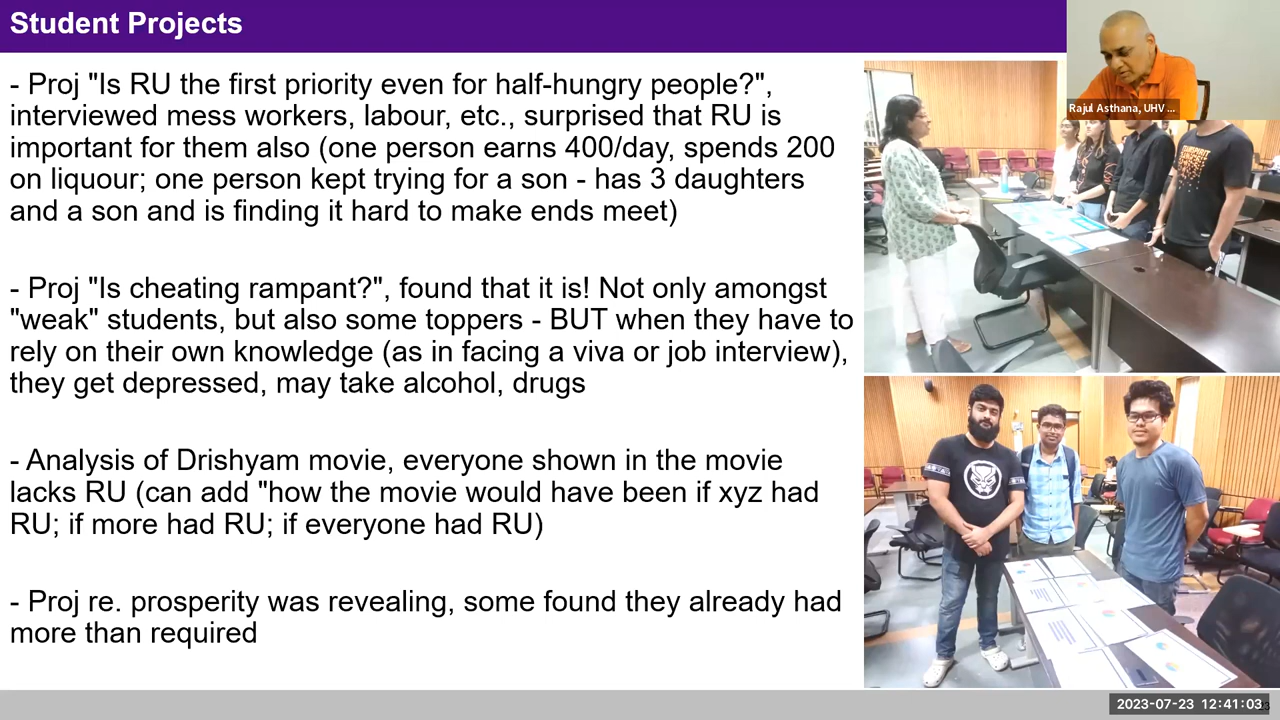 Student Projects
- Proj "Is RU the first priority even for half-hungry people?",
interviewed mess workers, labour, etc., surprised that RU is
important for them also (one person earns 400/day, spends 200
on liquour; one person kept trying for a son - has 3 daughters
and a son and is finding it hard to make ends meet)
- Proj "Is cheating rampant?", found that it is! Not only amongst
"weak" students, but also some toppers - BUT when they have to
rely on their own knowledge (as in facing a viva or job interview),
they get depressed, may take alcohol, drugs
- Analysis of Drishyam movie, everyone shown in the movie
lacks RU (can add "how the movie would have been if xyz had
RU; if more had RU; if everyone had RU)
- Proj re. prosperity was revealing, some found they already had
more than required
Rajul Asthana, UHV ...
2023-07-23 12:41:03